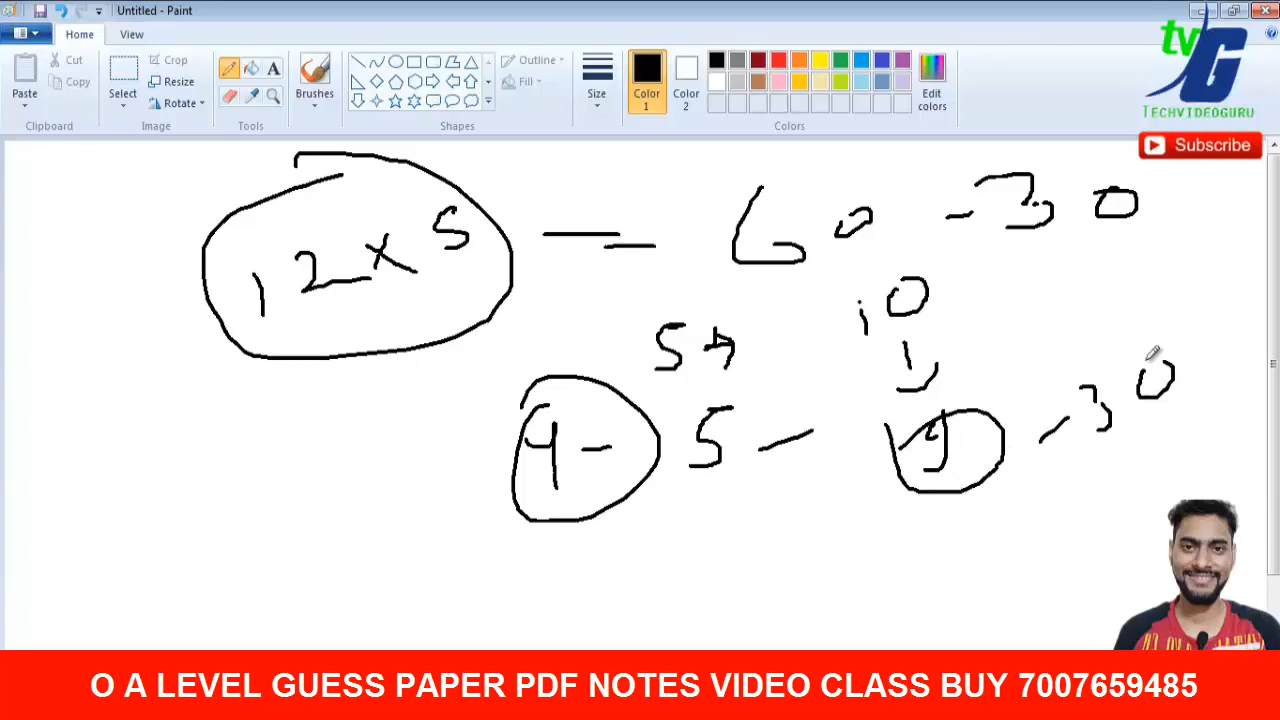 Untitled - Paint
Home View
Paste
Cut
Copy
Clipboard
Select
Crop
Resize
Rotate
Image
Tools
Brushes
Outline
Fill
Shapes
Size
Color 1
Color 2
Edit colors
Colors
tv G
TECHVIDEOGURU
Subscribe
12 x 5 = 60 - 30
10
5
4 - 5 - - 30
O A LEVEL GUESS PAPER PDF NOTES VIDEO CLASS BUY 7007659485